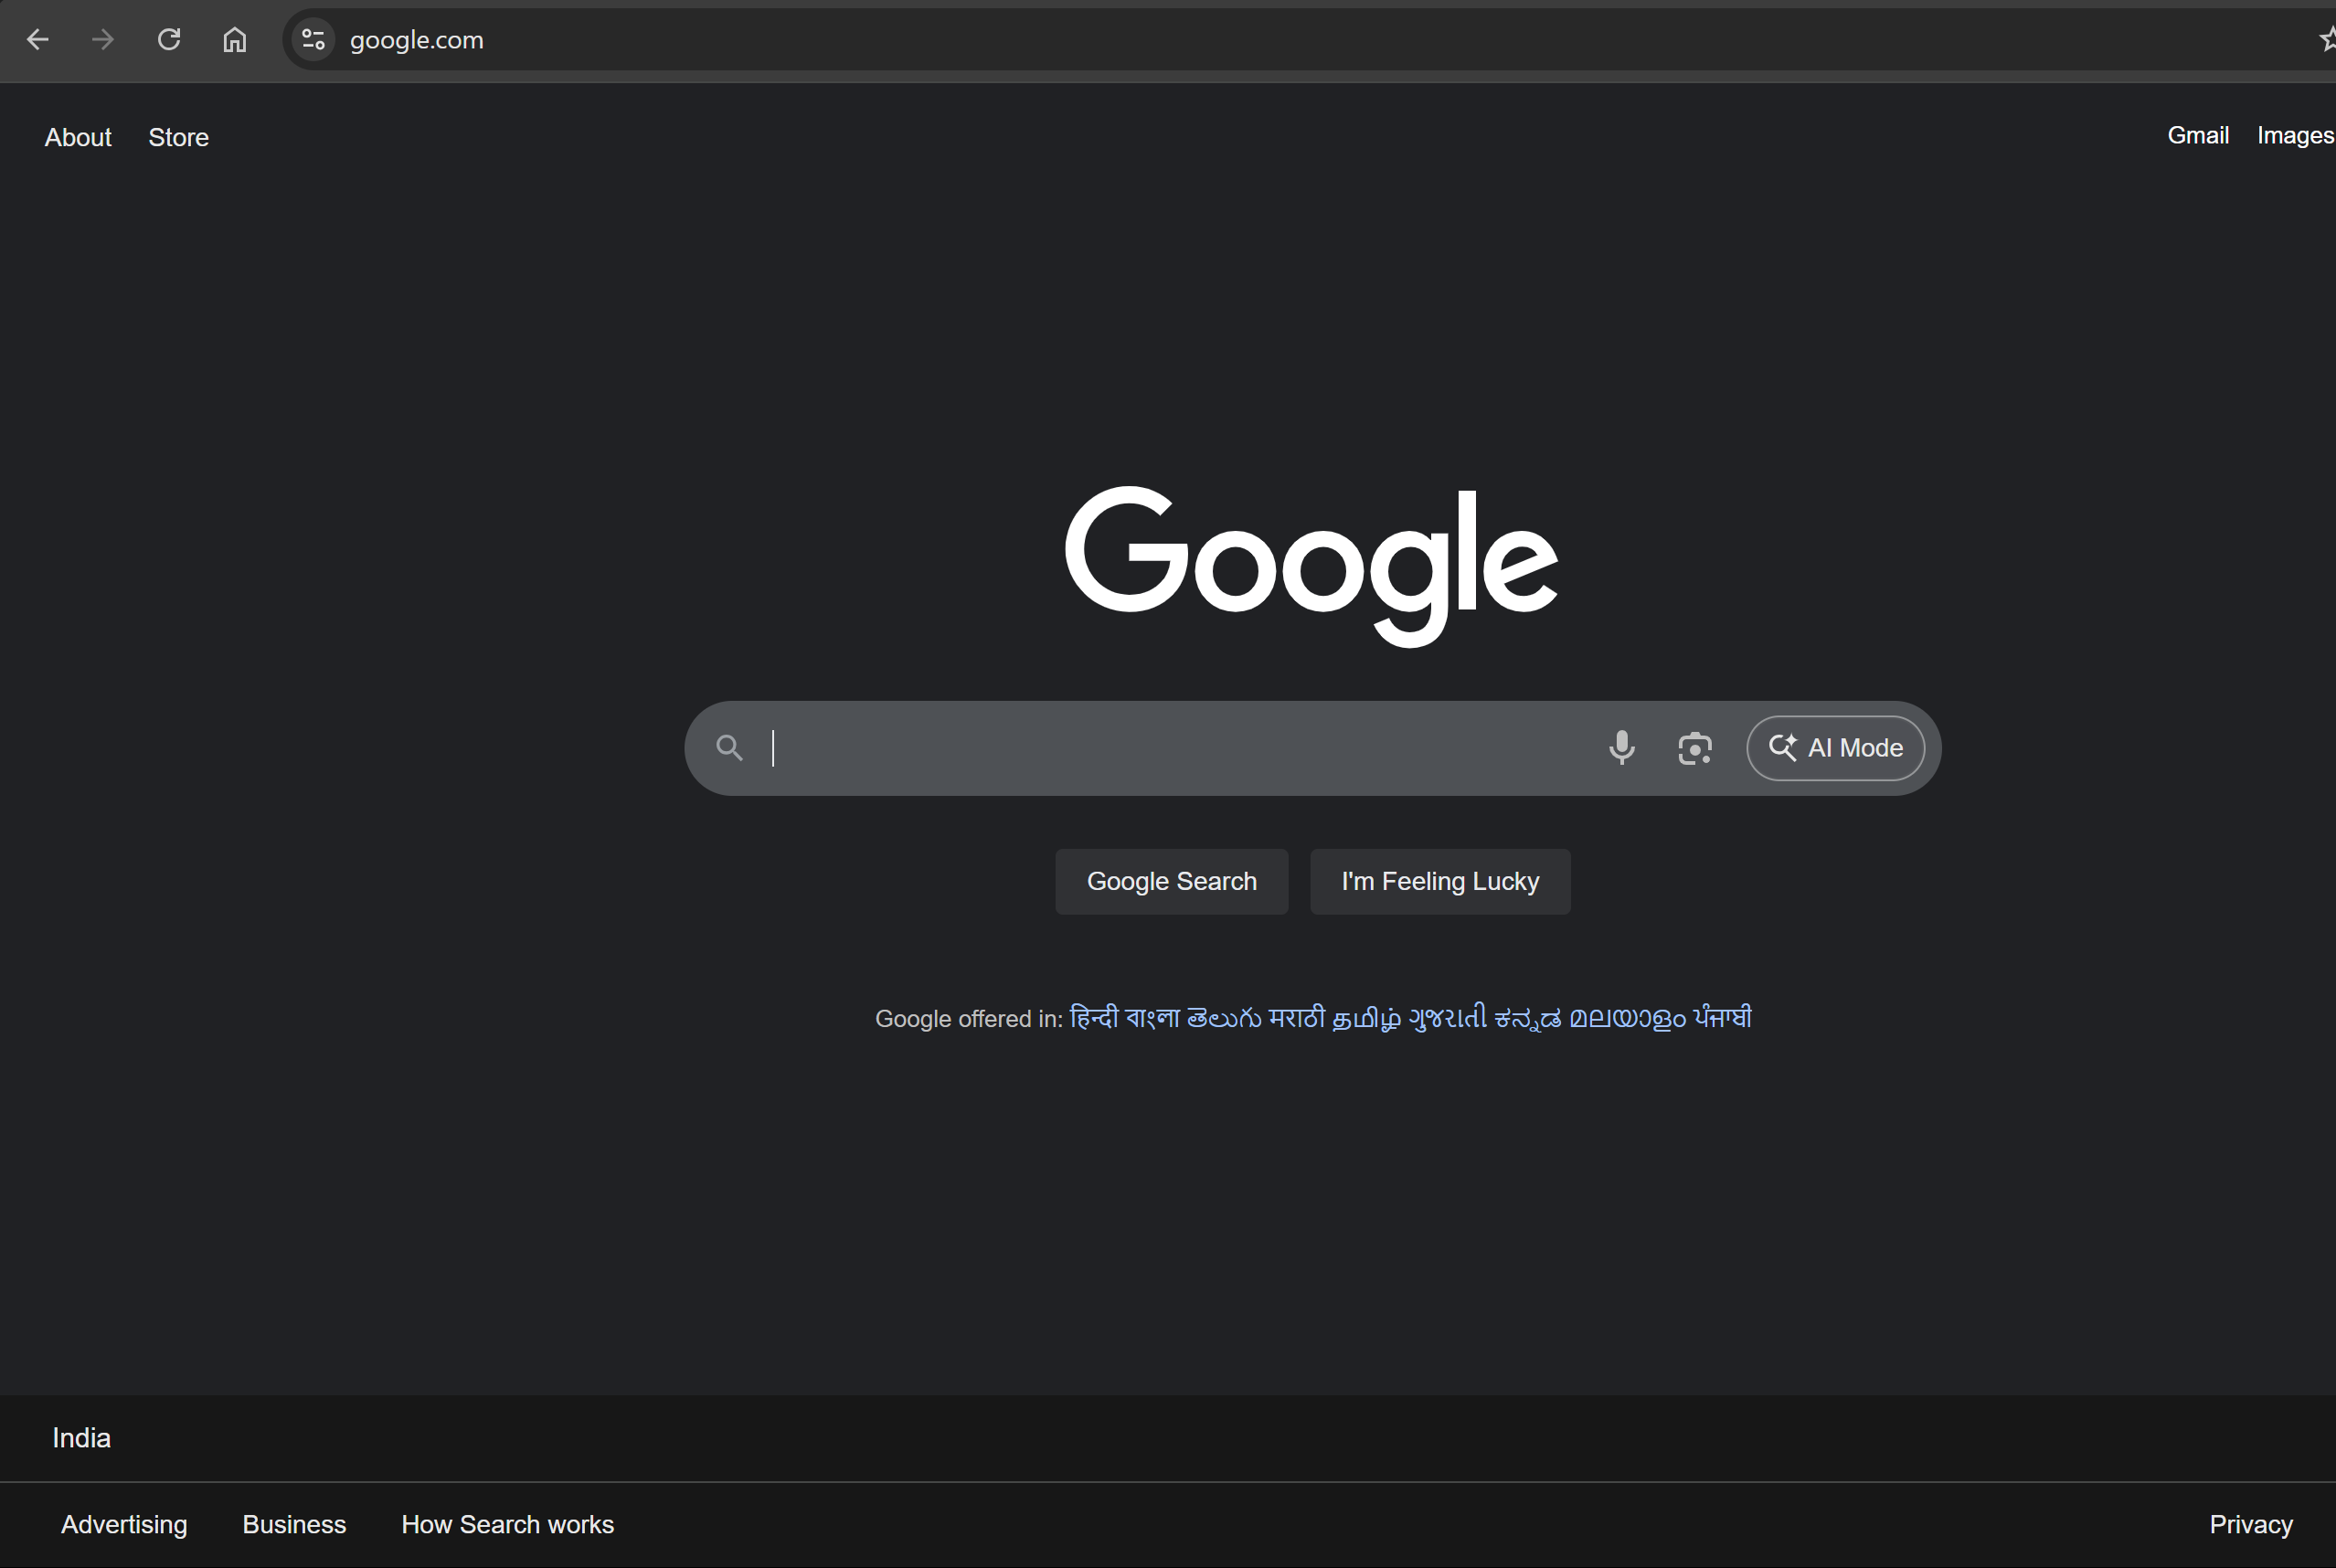 google.com
About Store Gmail Images
Google
AI Mode
Google Search I'm Feeling Lucky
Google offered in: हिन्दी বাংলা తెలుగు मराठी தமிழ் ગુજરાતી ಕನ್ನಡ മലയാളം ਪੰਜਾਬੀ
India
Advertising Business How Search works Privacy